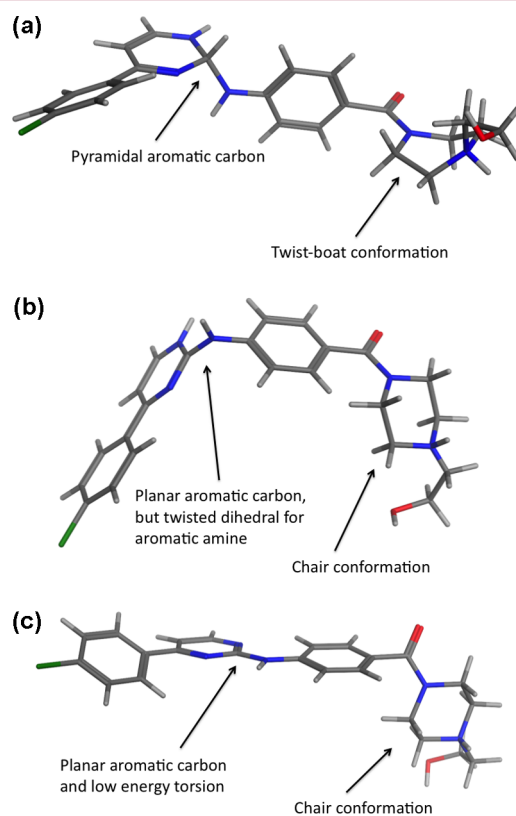 (a)
Pyramidal aromatic carbon
Twist-boat conformation
(b)
Planar aromatic carbon,
but twisted dihedral for
aromatic amine
Chair conformation
(c)
Planar aromatic carbon
and low energy torsion
Chair conformation